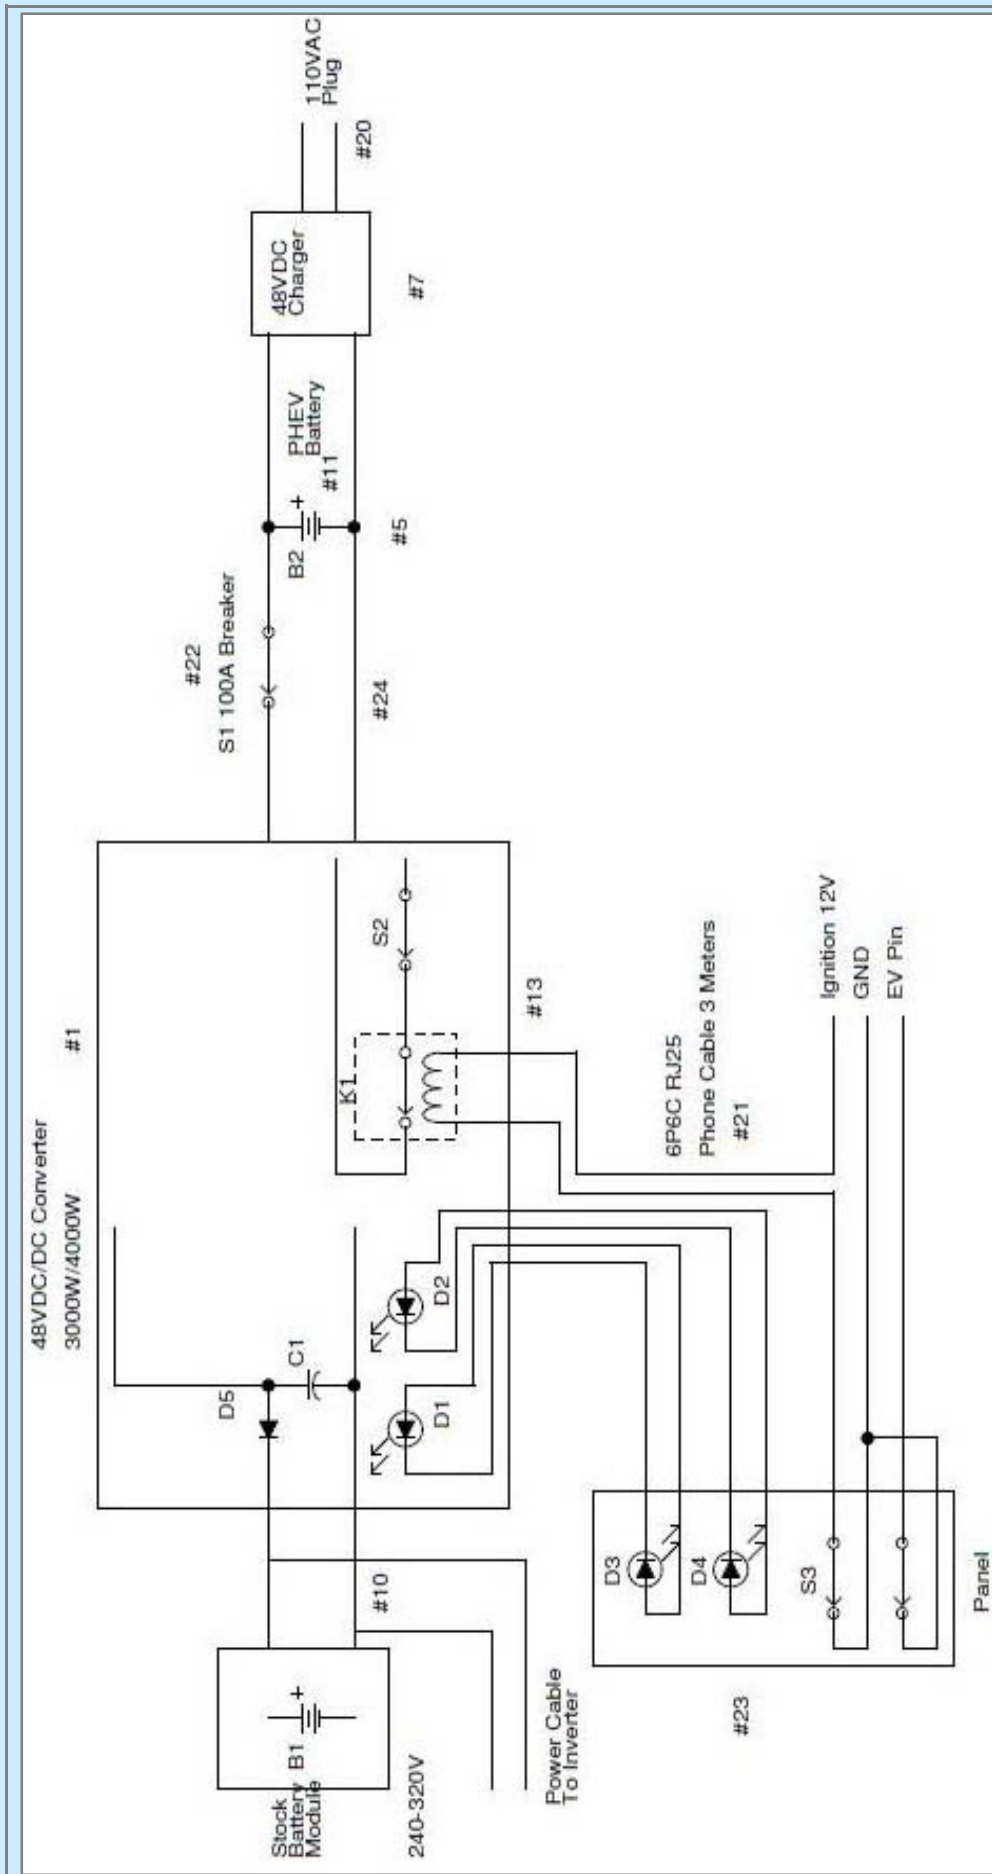 48VDC/DC Converter
3000W/4000W
#1
#22
S1 100A Breaker
110VAC
Plug
#20
48VDC
Charger
#7
PHEV
Battery
#11
B2
+
#5
#24
D5
C1
K1
S2
D1
D2
#13
Stock
Battery
Module
B1
+
240-320V
#10
Power Cable
To Inverter
6P6C RJ25
Phone Cable 3 Meters
#21
Ignition 12V
GND
EV Pin
D3
D4
S3
#23
Panel